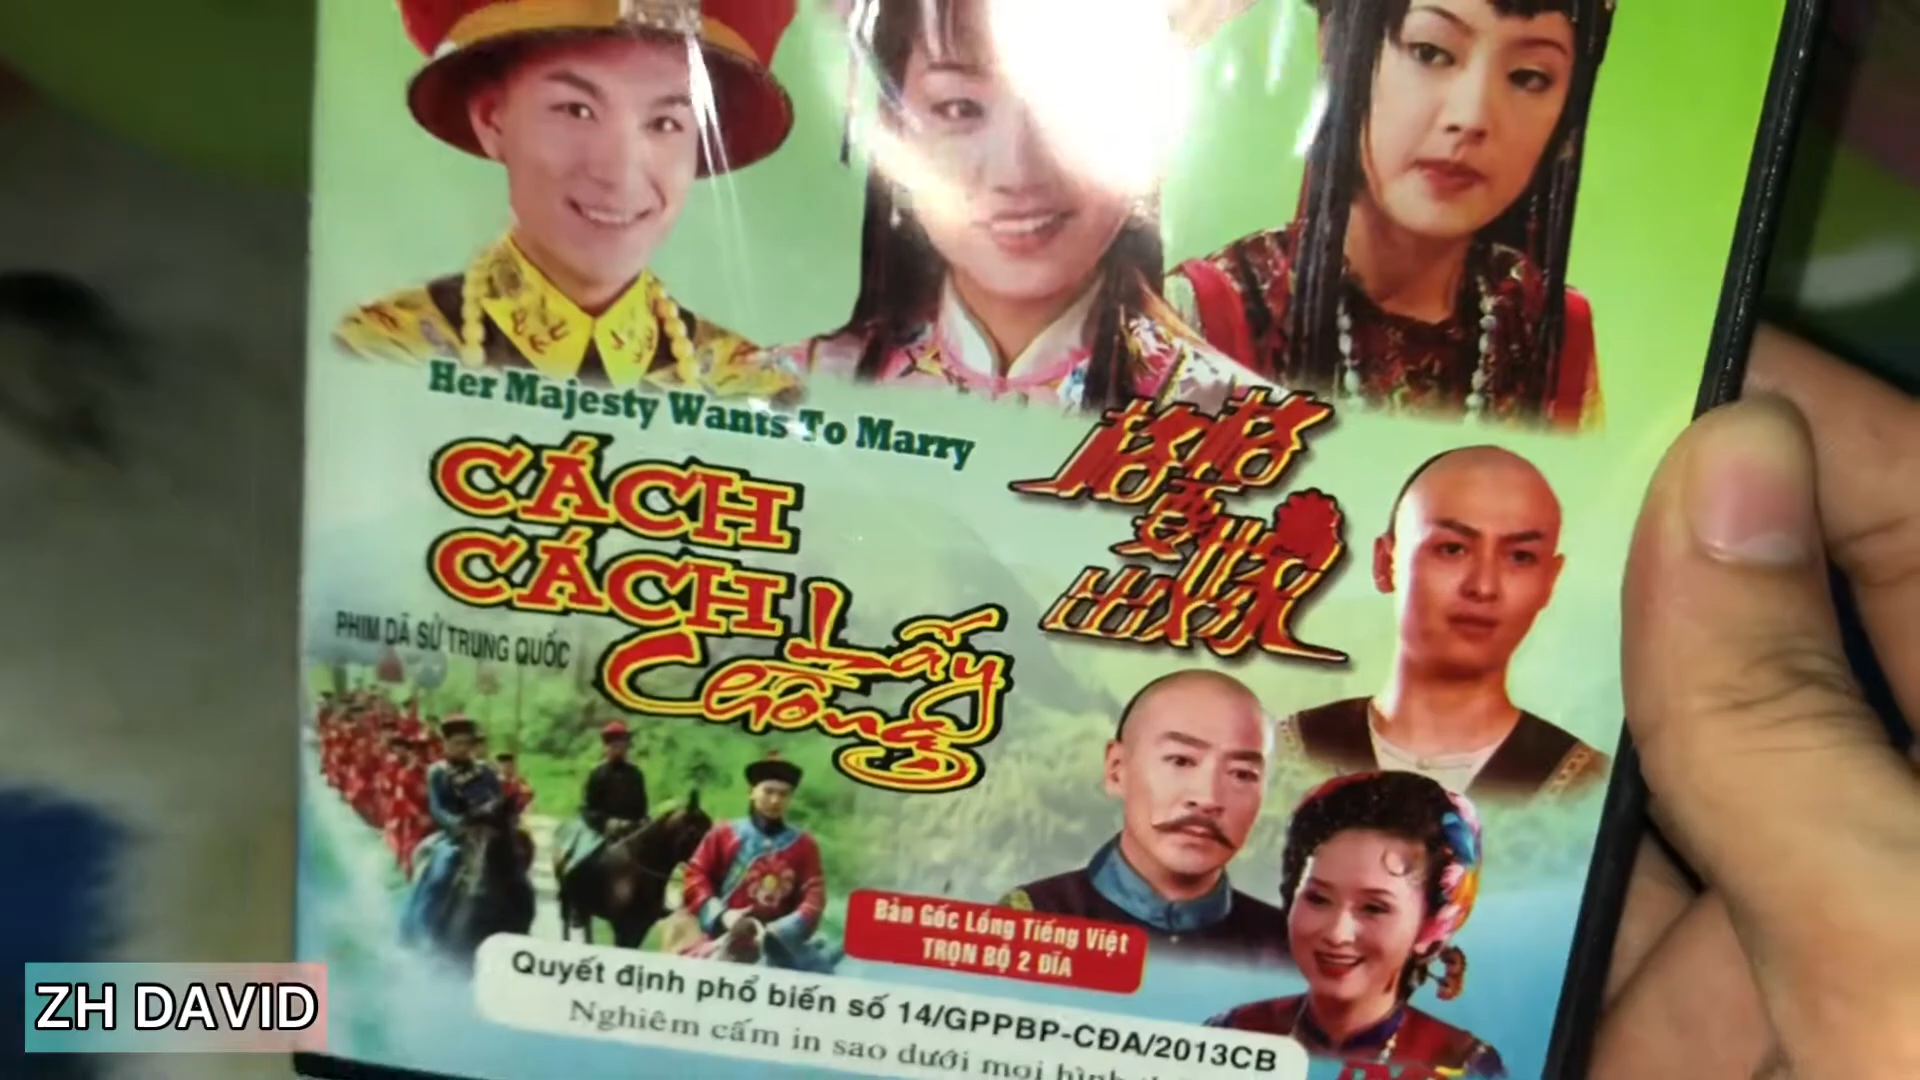 Her Majesty Wants To Marry
CÁCH
CÁCH
Lấy
Chồng
格格
要
出嫁
PHIM DÃ SỬ TRUNG QUỐC
Bản Gốc Lồng Tiếng Việt
TRỌN BỘ 2 ĐĨA
Quyết định phổ biến số 14/GPPBP-CĐA/2013CB
Nghiêm cấm in sao dưới mọi hình
ZH DAVID